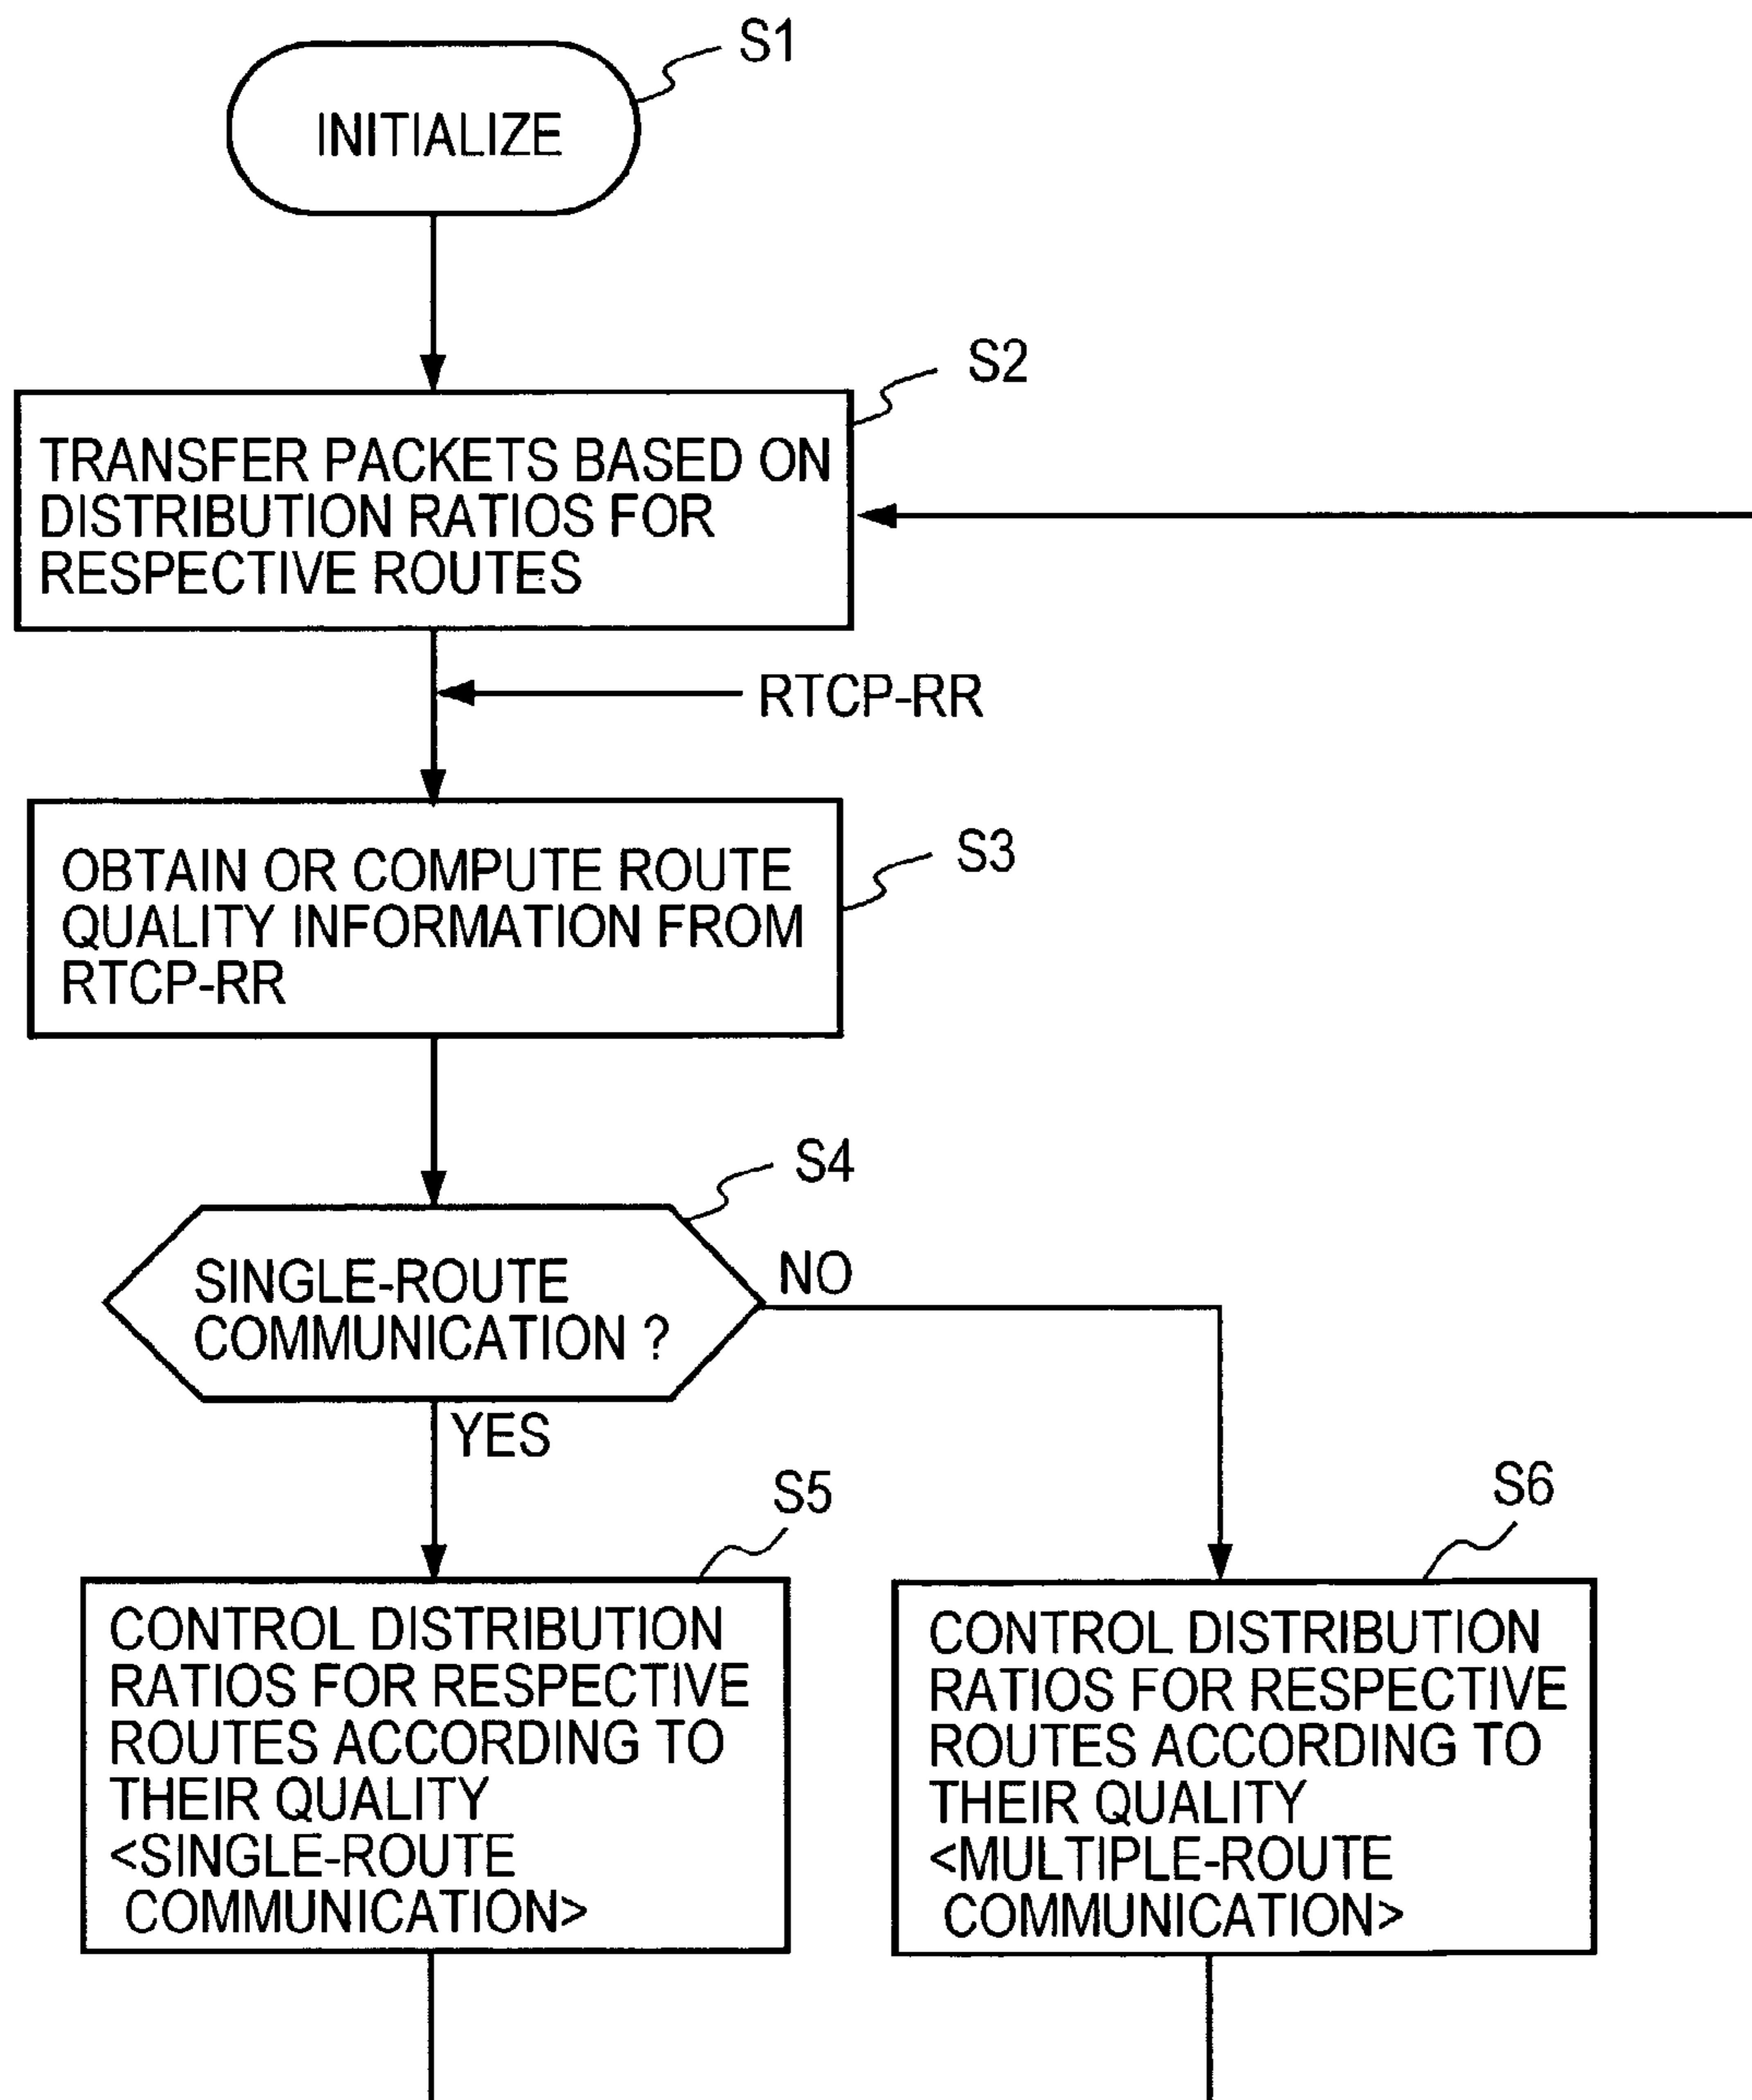 S1
INITIALIZE
S2
TRANSFER PACKETS BASED ON
DISTRIBUTION RATIOS FOR
RESPECTIVE ROUTES
RTCP-RR
S3
OBTAIN OR COMPUTE ROUTE
QUALITY INFORMATION FROM
RTCP-RR
S4
SINGLE-ROUTE
COMMUNICATION ?
NO
YES
S5
CONTROL DISTRIBUTION
RATIOS FOR RESPECTIVE
ROUTES ACCORDING TO
THEIR QUALITY
<SINGLE-ROUTE
COMMUNICATION>
S6
CONTROL DISTRIBUTION
RATIOS FOR RESPECTIVE
ROUTES ACCORDING TO
THEIR QUALITY
<MULTIPLE-ROUTE
COMMUNICATION>